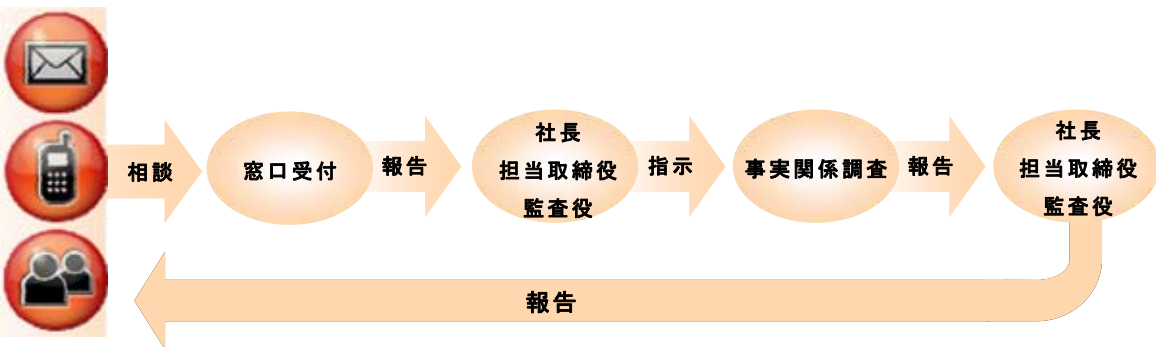 相談
窓口受付
報告
社長
担当取締役
監査役
指示
事実関係調査
報告
社長
担当取締役
監査役
報告